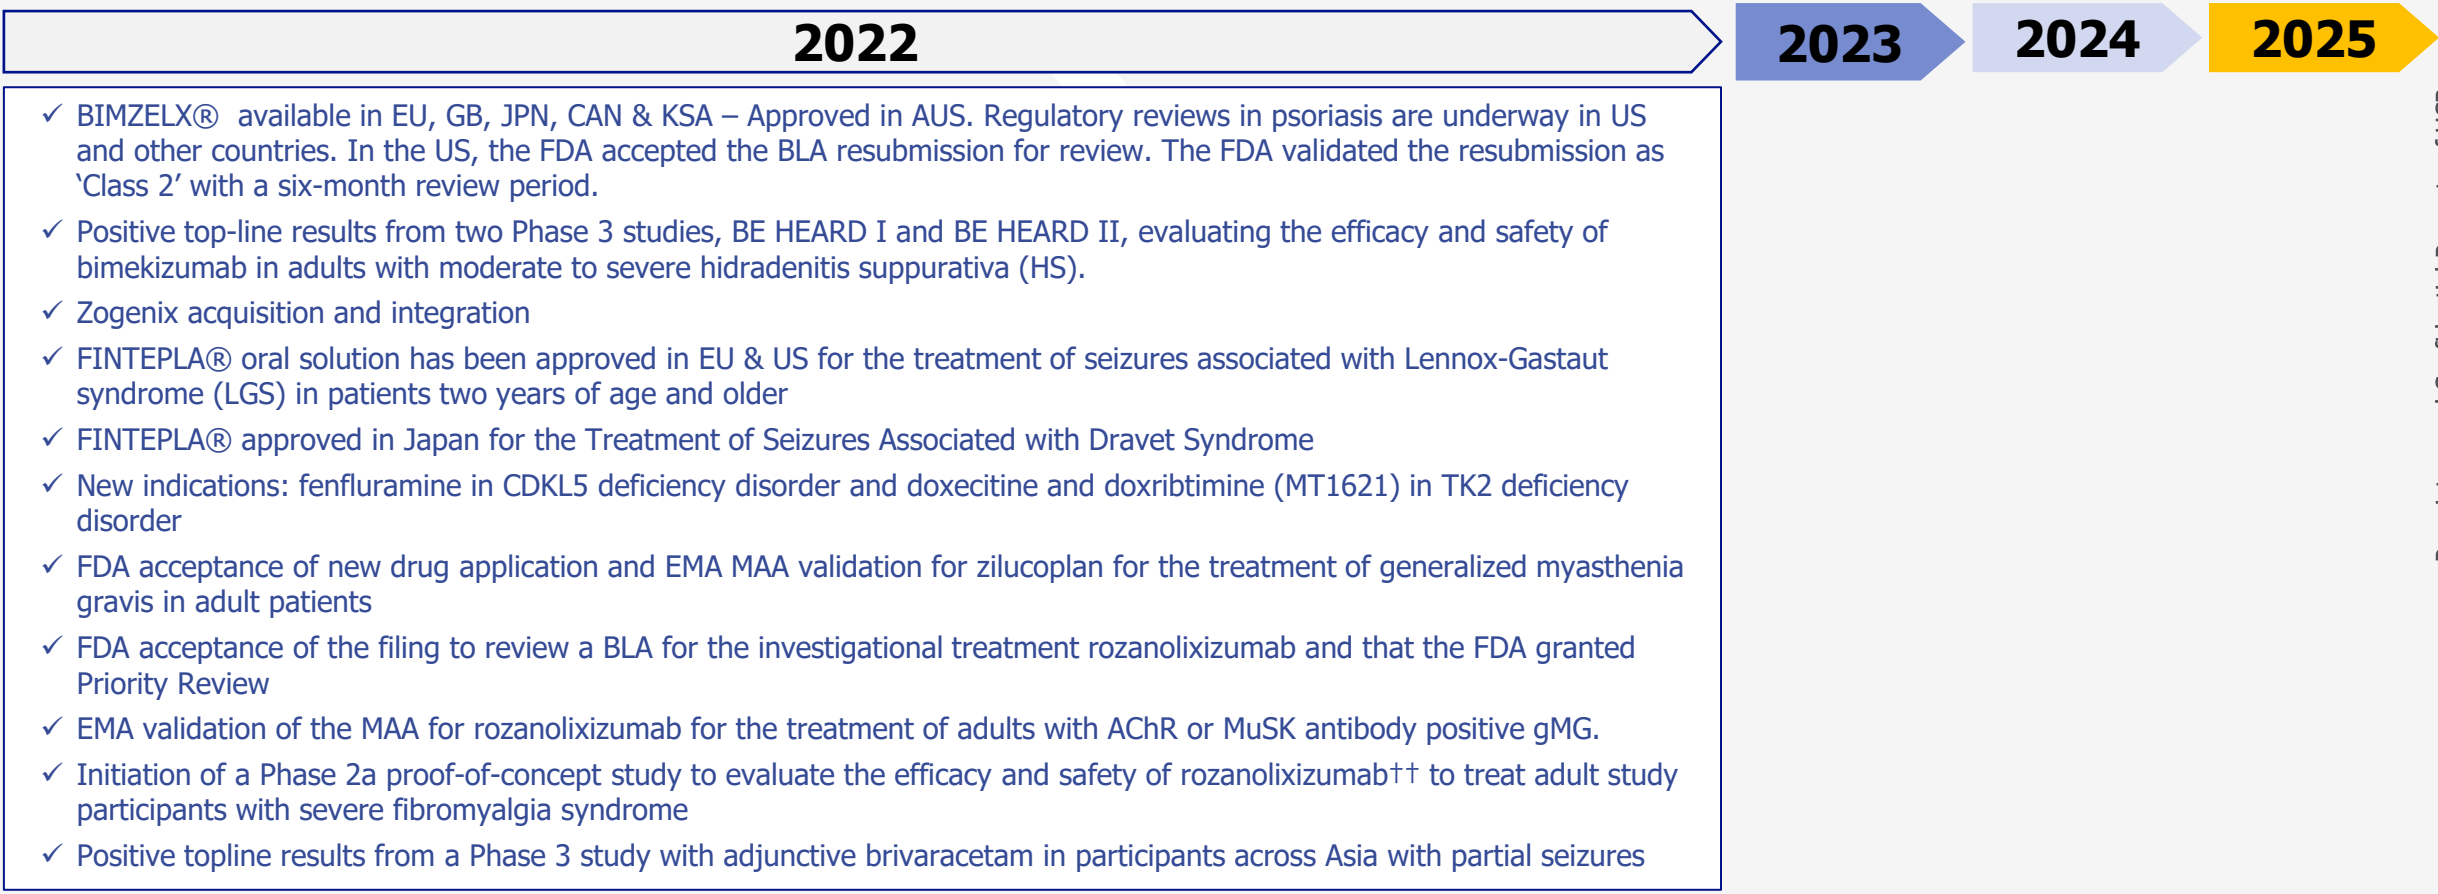 2022
2023
2024
2025
✓ BIMZELX® available in EU, GB, JPN, CAN & KSA – Approved in AUS. Regulatory reviews in psoriasis are underway in US
and other countries. In the US, the FDA accepted the BLA resubmission for review. The FDA validated the resubmission as
‘Class 2’ with a six-month review period.
✓ Positive top-line results from two Phase 3 studies, BE HEARD I and BE HEARD II, evaluating the efficacy and safety of
bimekizumab in adults with moderate to severe hidradenitis suppurativa (HS).
✓ Zogenix acquisition and integration
✓ FINTEPLA® oral solution has been approved in EU & US for the treatment of seizures associated with Lennox-Gastaut
syndrome (LGS) in patients two years of age and older
✓ FINTEPLA® approved in Japan for the Treatment of Seizures Associated with Dravet Syndrome
✓ New indications: fenfluramine in CDKL5 deficiency disorder and doxecitine and doxribtimine (MT1621) in TK2 deficiency
disorder
✓ FDA acceptance of new drug application and EMA MAA validation for zilucoplan for the treatment of generalized myasthenia
gravis in adult patients
✓ FDA acceptance of the filing to review a BLA for the investigational treatment rozanolixizumab and that the FDA granted
Priority Review
✓ EMA validation of the MAA for rozanolixizumab for the treatment of adults with AChR or MuSK antibody positive gMG.
✓ Initiation of a Phase 2a proof-of-concept study to evaluate the efficacy and safety of rozanolixizumab†† to treat adult study
participants with severe fibromyalgia syndrome
✓ Positive topline results from a Phase 3 study with adjunctive brivaracetam in participants across Asia with partial seizures